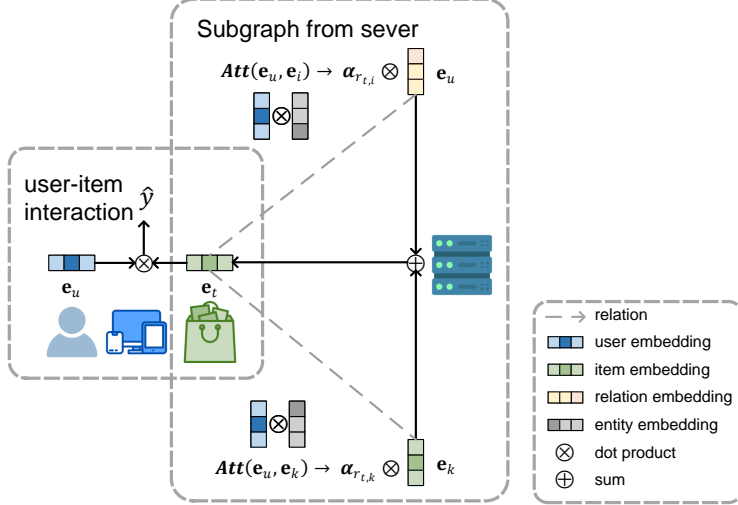 Subgraph from sever
Att(e_u, e_i) → α_{r_{t,i}} ⊗ e_u
user-item
interaction ŷ
e_u
e_t
Att(e_u, e_k) → α_{r_{t,k}} ⊗ e_k
relation
user embedding
item embedding
relation embedding
entity embedding
dot product
sum